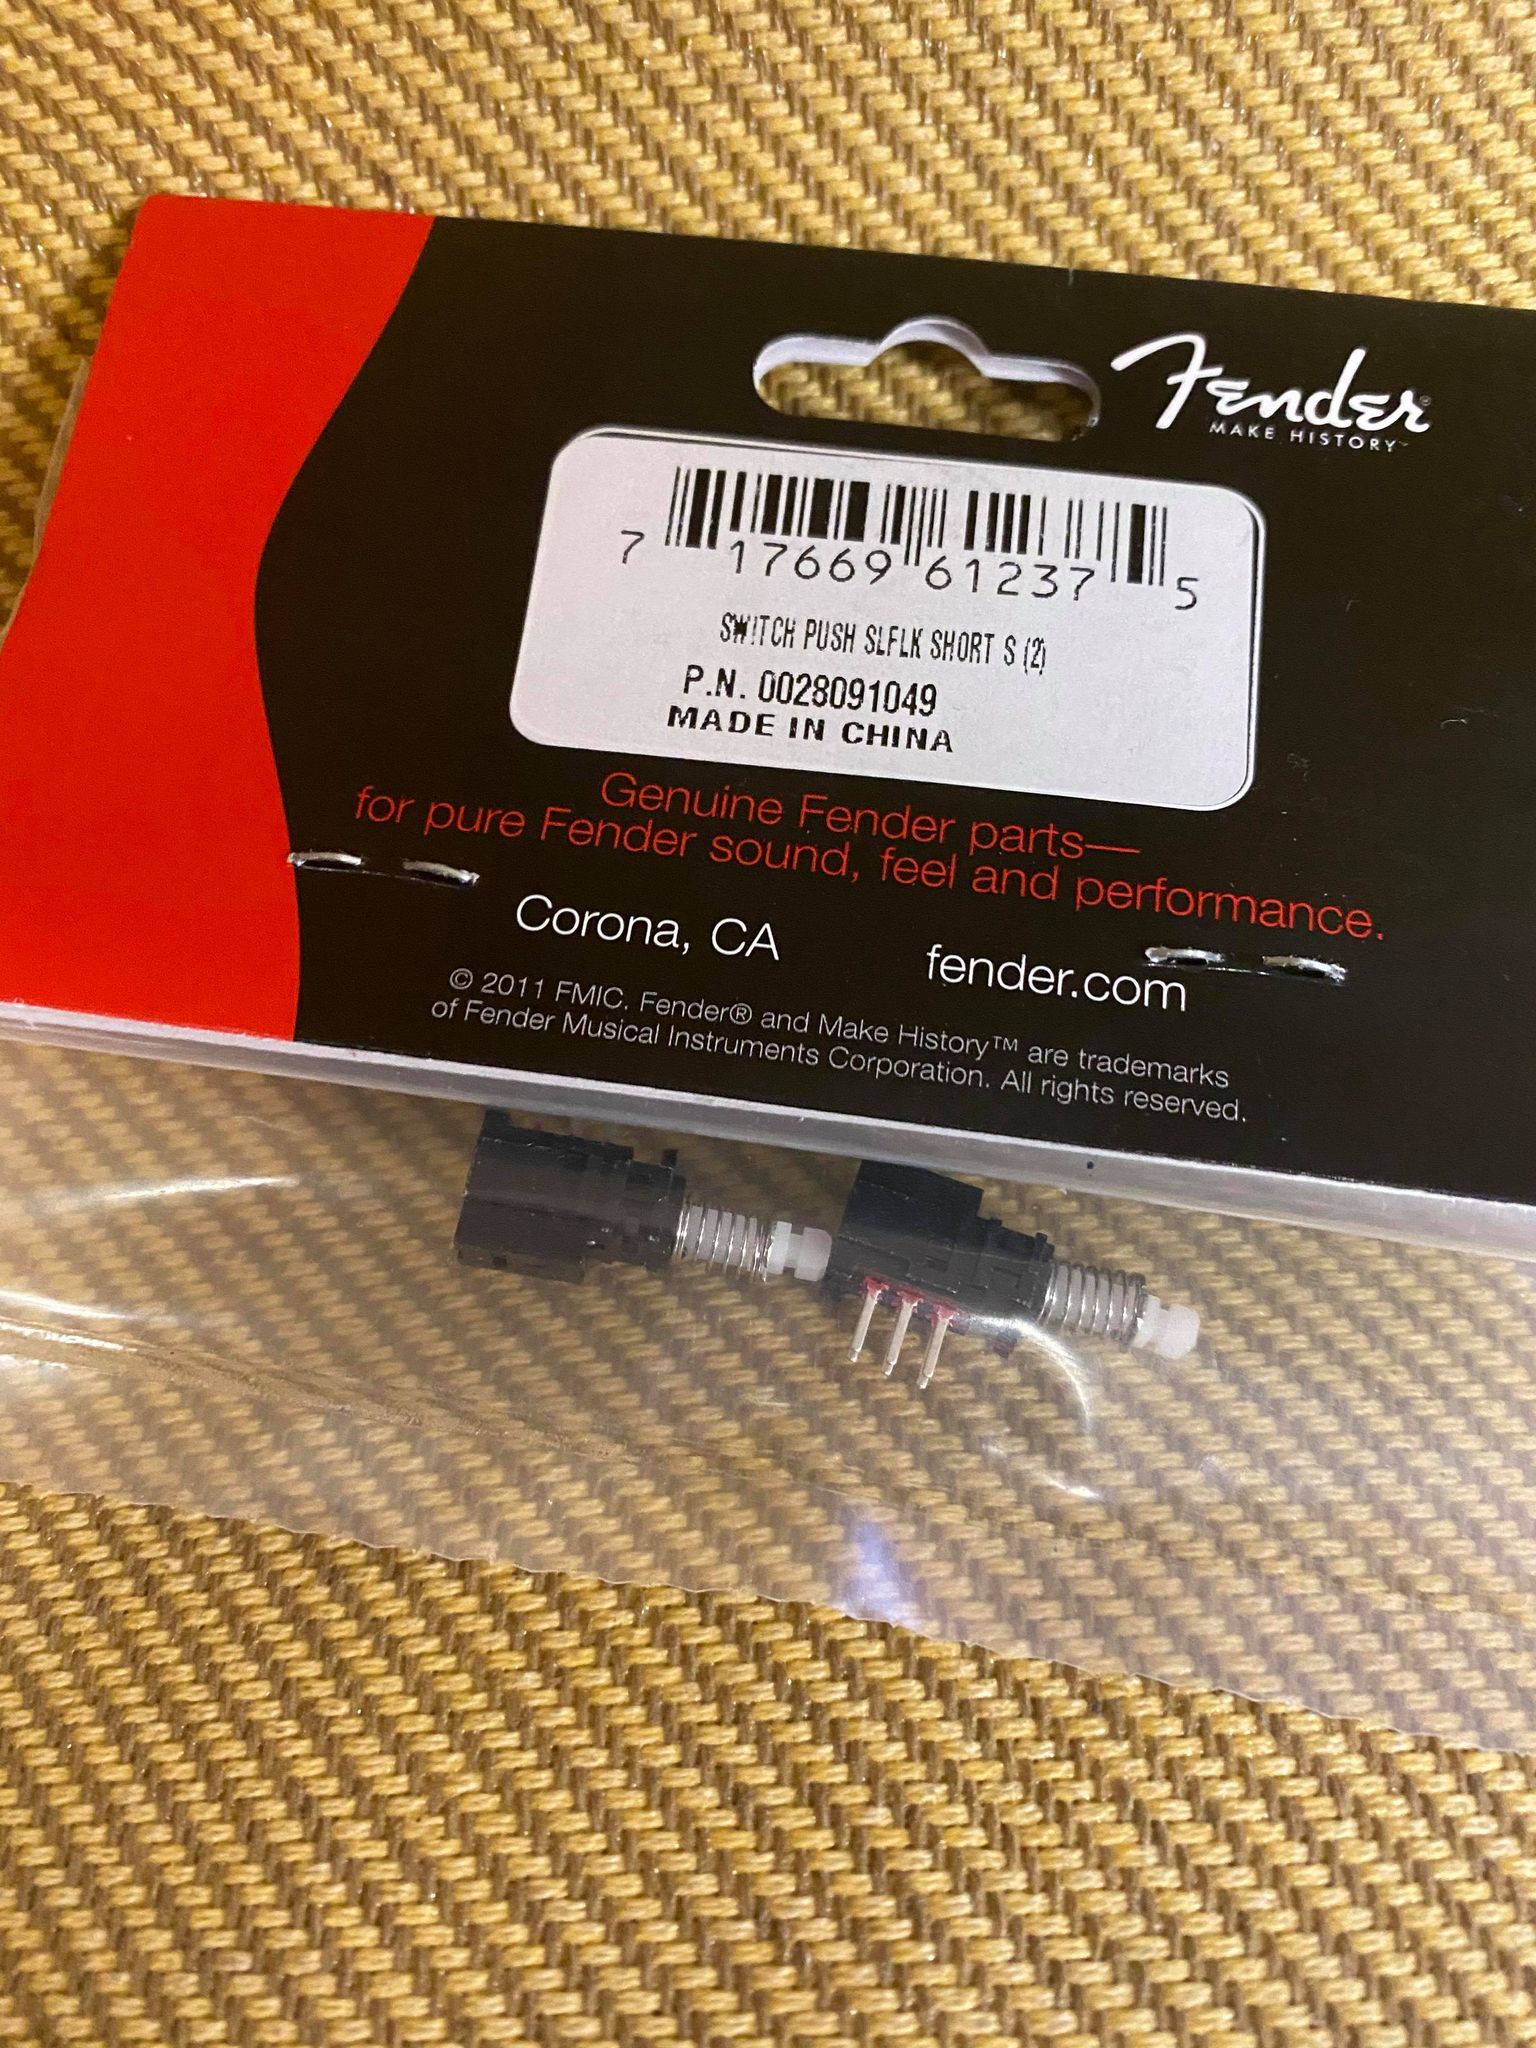 Fender®
MAKE HISTORY™
7 17669 61237 5
SWITCH PUSH SLFLK SHORT S (2)
P.N. 0028091049
MADE IN CHINA
Genuine Fender parts—
for pure Fender sound, feel and performance.
Corona, CA fender.com
© 2011 FMIC. Fender® and Make History™ are trademarks
of Fender Musical Instruments Corporation. All rights reserved.